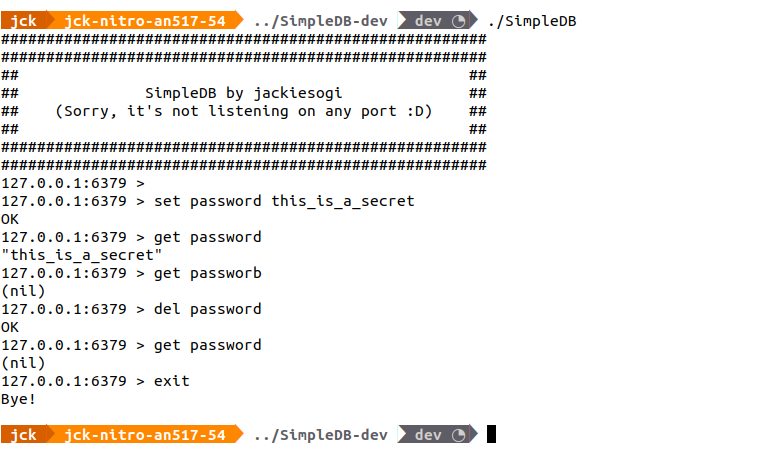 jck jck-nitro-an517-54 ../SimpleDB-dev dev ./SimpleDB
######################################################
######################################################
##                                                  ##
##              SimpleDB by jackiesogi              ##
##    (Sorry, it's not listening on any port :D)    ##
##                                                  ##
######################################################
######################################################
127.0.0.1:6379 >
127.0.0.1:6379 > set password this_is_a_secret
OK
127.0.0.1:6379 > get password
"this_is_a_secret"
127.0.0.1:6379 > get passworb
(nil)
127.0.0.1:6379 > del password
OK
127.0.0.1:6379 > get password
(nil)
127.0.0.1:6379 > exit
Bye!
jck jck-nitro-an517-54 ../SimpleDB-dev dev